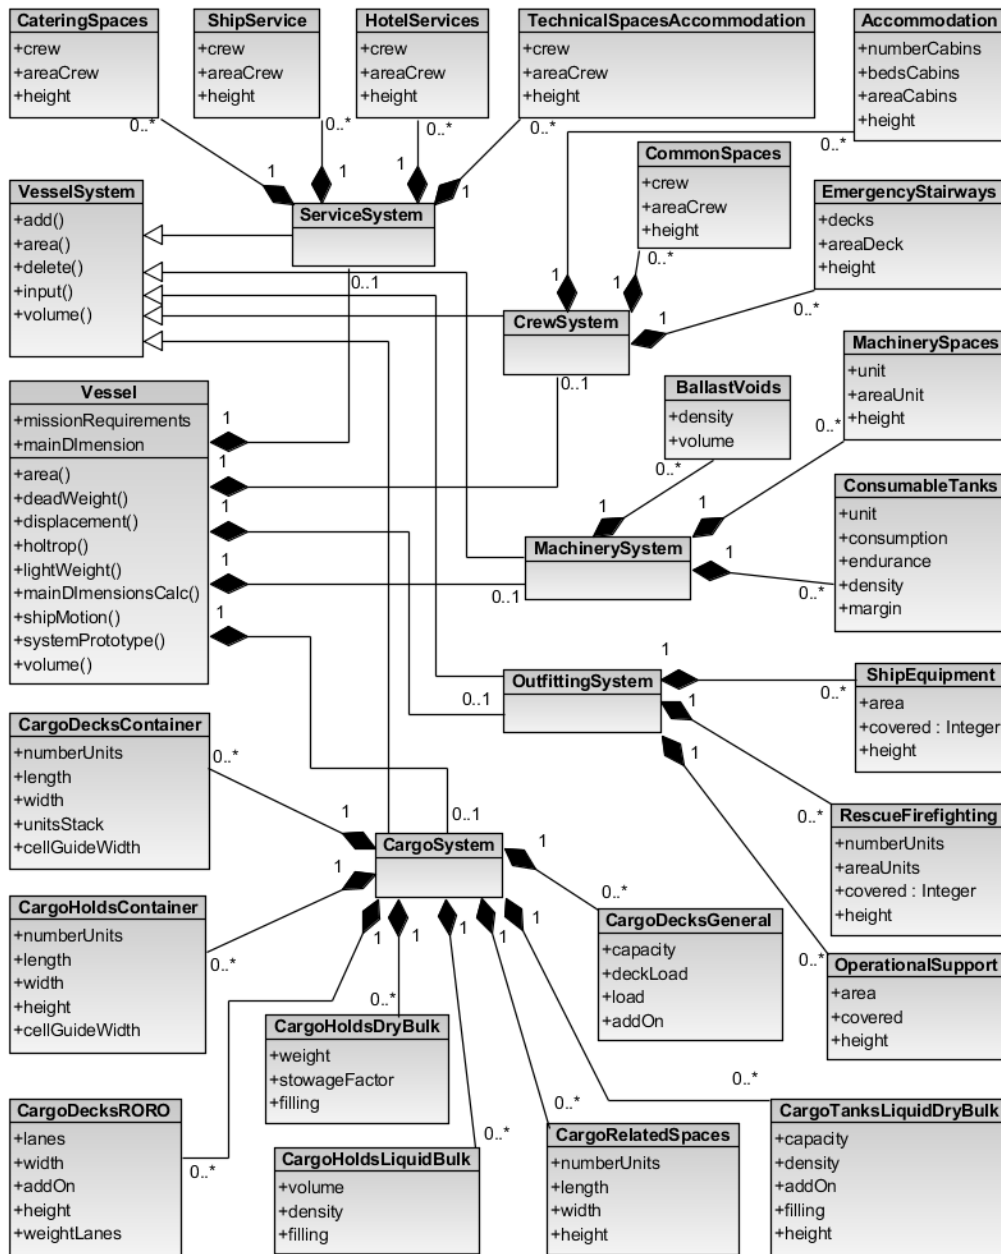 CateringSpaces
+crew
+areaCrew
+height
0..*
ShipService
+crew
+areaCrew
+height
0..*
HotelServices
+crew
+areaCrew
+height
0..*
TechnicalSpacesAccommodation
+crew
+areaCrew
+height
0..*
Accommodation
+numberCabins
+bedsCabins
+areaCabins
+height
0..*
VesselSystem
+add()
+area()
+delete()
+input()
+volume()
1
1
1
1
ServiceSystem
0..1
CommonSpaces
+crew
+areaCrew
+height
0..*
EmergencyStairways
+decks
+areaDeck
+height
0..*
1
1
1
CrewSystem
0..1
Vessel
+missionRequirements
+mainDImension
+area()
+deadWeight()
+displacement()
+holtrop()
+lightWeight()
+mainDImensionsCalc()
+shipMotion()
+systemPrototype()
+volume()
1
1
1
1
1
BallastVoids
+density
+volume
0..*
MachinerySpaces
+unit
+areaUnit
+height
0..*
ConsumableTanks
+unit
+consumption
+endurance
+density
+margin
0..*
1
1
1
MachinerySystem
0..1
OutfittingSystem
0..1
1
1
1
ShipEquipment
+area
+covered : Integer
+height
0..*
RescueFirefighting
+numberUnits
+areaUnits
+covered : Integer
+height
0..*
OperationalSupport
+area
+covered
+height
0..*
CargoDecksContainer
+numberUnits
+length
+width
+unitsStack
+cellGuideWidth
0..*
0..1
CargoSystem
1
1
1
1
1
1
1
1
CargoHoldsContainer
+numberUnits
+length
+width
+height
+cellGuideWidth
0..*
CargoDecksGeneral
+capacity
+deckLoad
+load
+addOn
0..*
CargoHoldsDryBulk
+weight
+stowageFactor
+filling
0..*
CargoDecksRORO
+lanes
+width
+addOn
+height
+weightLanes
0..*
CargoHoldsLiquidBulk
+volume
+density
+filling
0..*
CargoRelatedSpaces
+numberUnits
+length
+width
+height
0..*
CargoTanksLiquidDryBulk
+capacity
+density
+addOn
+filling
+height
0..*